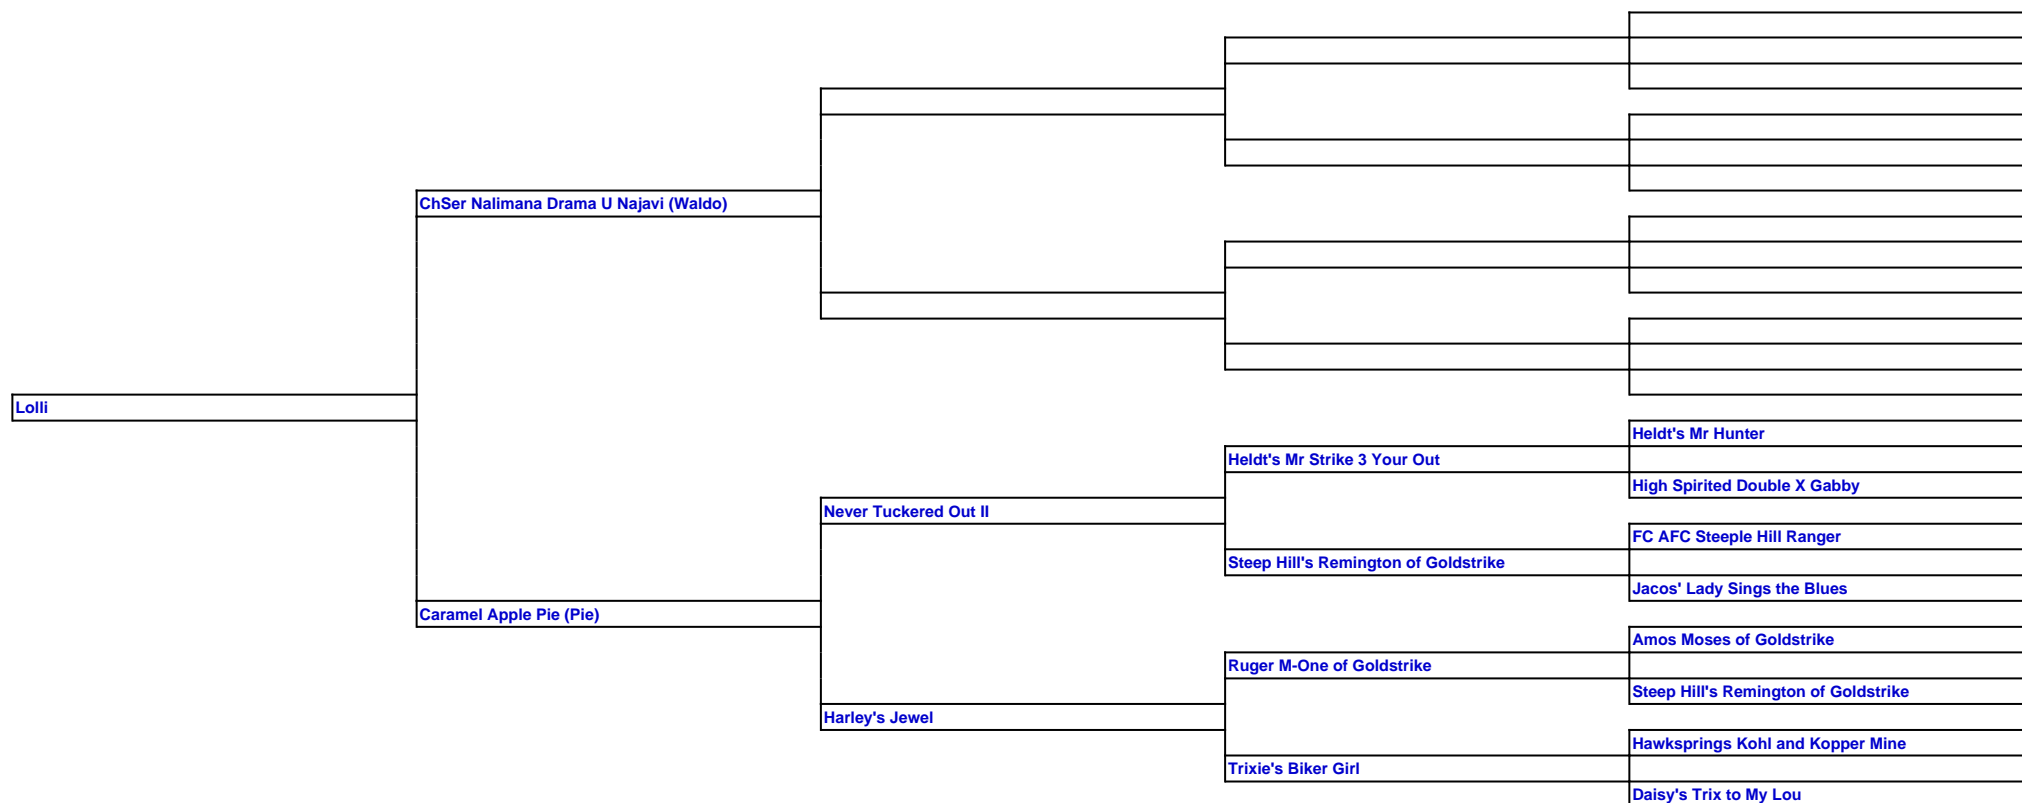 ChSer Nalimana Drama U Najavi (Waldo)
Lolli
Heldt's Mr Hunter
Heldt's Mr Strike 3 Your Out
High Spirited Double X Gabby
Never Tuckered Out II
FC AFC Steeple Hill Ranger
Steep Hill's Remington of Goldstrike
Jacos' Lady Sings the Blues
Caramel Apple Pie (Pie)
Amos Moses of Goldstrike
Ruger M-One of Goldstrike
Steep Hill's Remington of Goldstrike
Harley's Jewel
Hawksprings Kohl and Kopper Mine
Trixie's Biker Girl
Daisy's Trix to My Lou